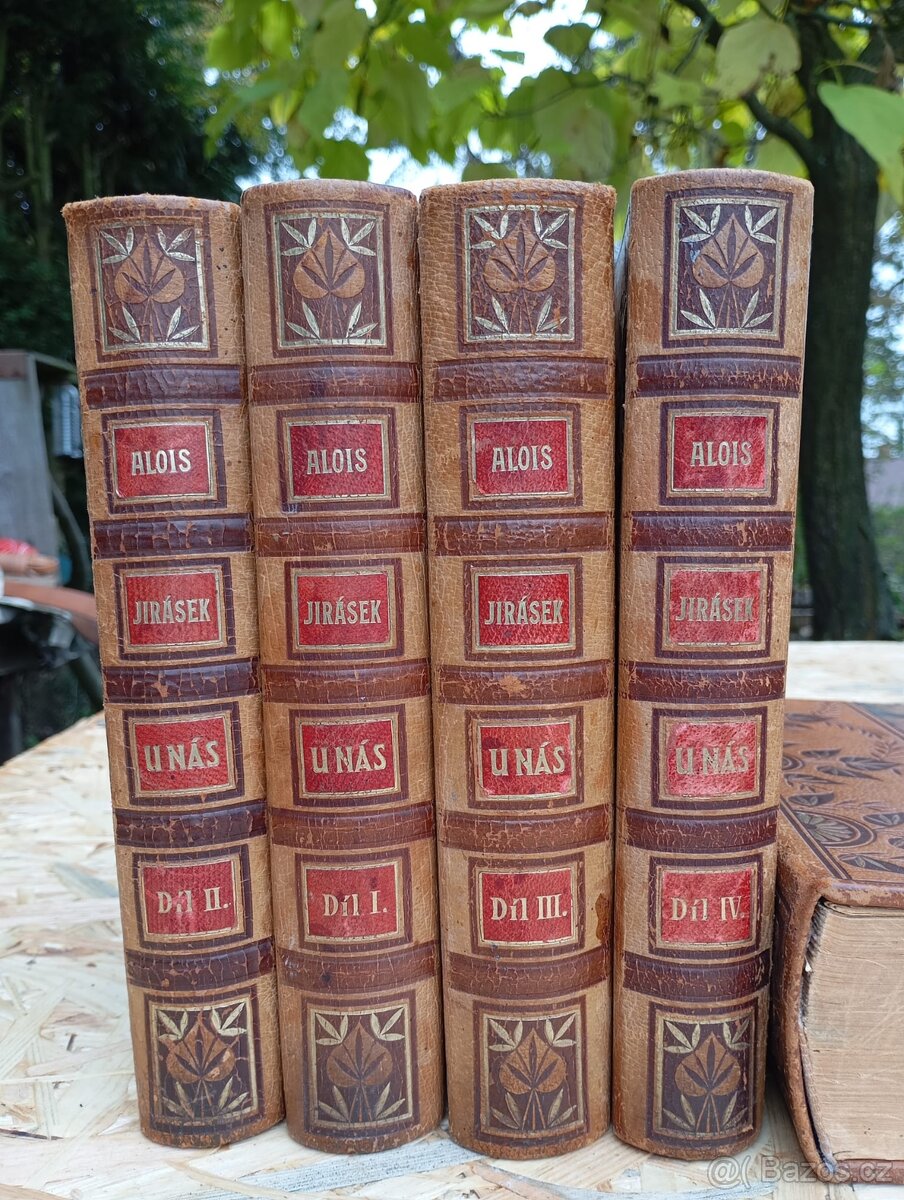 ALOIS
JIRÁSEK
U NÁS
Díl II.
ALOIS
JIRÁSEK
U NÁS
Díl I.
ALOIS
JIRÁSEK
U NÁS
Díl III.
ALOIS
JIRÁSEK
U NÁS
Díl IV.
@( Bazoš.cz